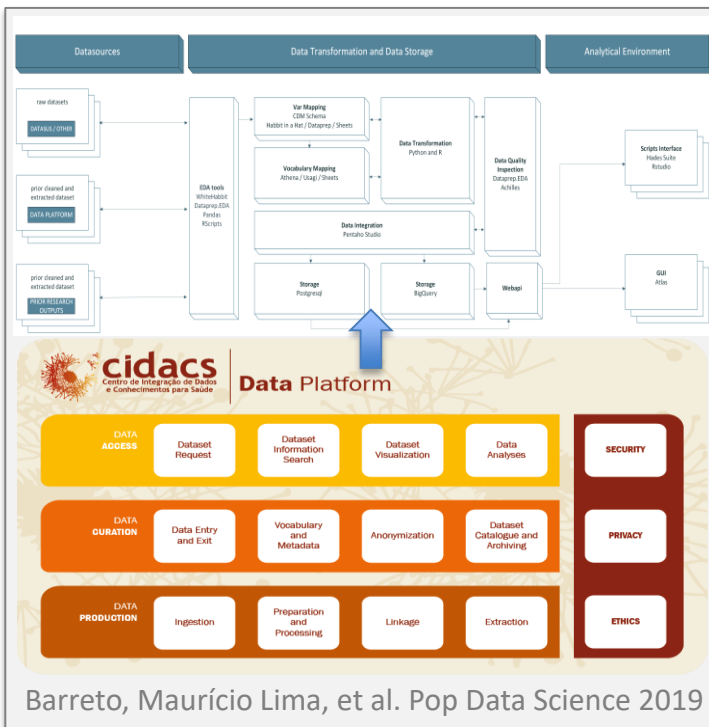 Datasources
Data Transformation and Data Storage
Analytical Environment
raw datasets
DATASUS / OTHER
prior cleaned and
extracted dataset
DATA PLATFORM
prior cleaned and
extracted dataset
PRIOR RESEARCH
OUTPUTS
EDA tools
WhiteHabbit
Dataprep.EDA
Pandas
RScripts
Var Mapping
CDM Schema
Habbit in a Hat / Dataprep / Sheets
Vocabulary Mapping
Athena / Usagi / Sheets
Data Transformation
Python and R
Data Quality
Inspection
Dataprep.EDA
Achilles
Data Integration
Pentaho Studio
Storage
Postgresql
Storage
BigQuery
Webapi
Scripts Interface
Hades Suite
Rstudio
GUI
Atlas
cidacs
Centro de Integração de Dados
e Conhecimentos para Saúde
Data Platform
DATA
ACCESS
Dataset
Request
Dataset
Information
Search
Dataset
Visualization
Data
Analyses
SECURITY
DATA
CURATION
Data Entry
and Exit
Vocabulary
and
Metadata
Anonymization
Dataset
Catalogue and
Archiving
PRIVACY
DATA
PRODUCTION
Ingestion
Preparation
and
Processing
Linkage
Extraction
ETHICS
Barreto, Maurício Lima, et al. Pop Data Science 2019